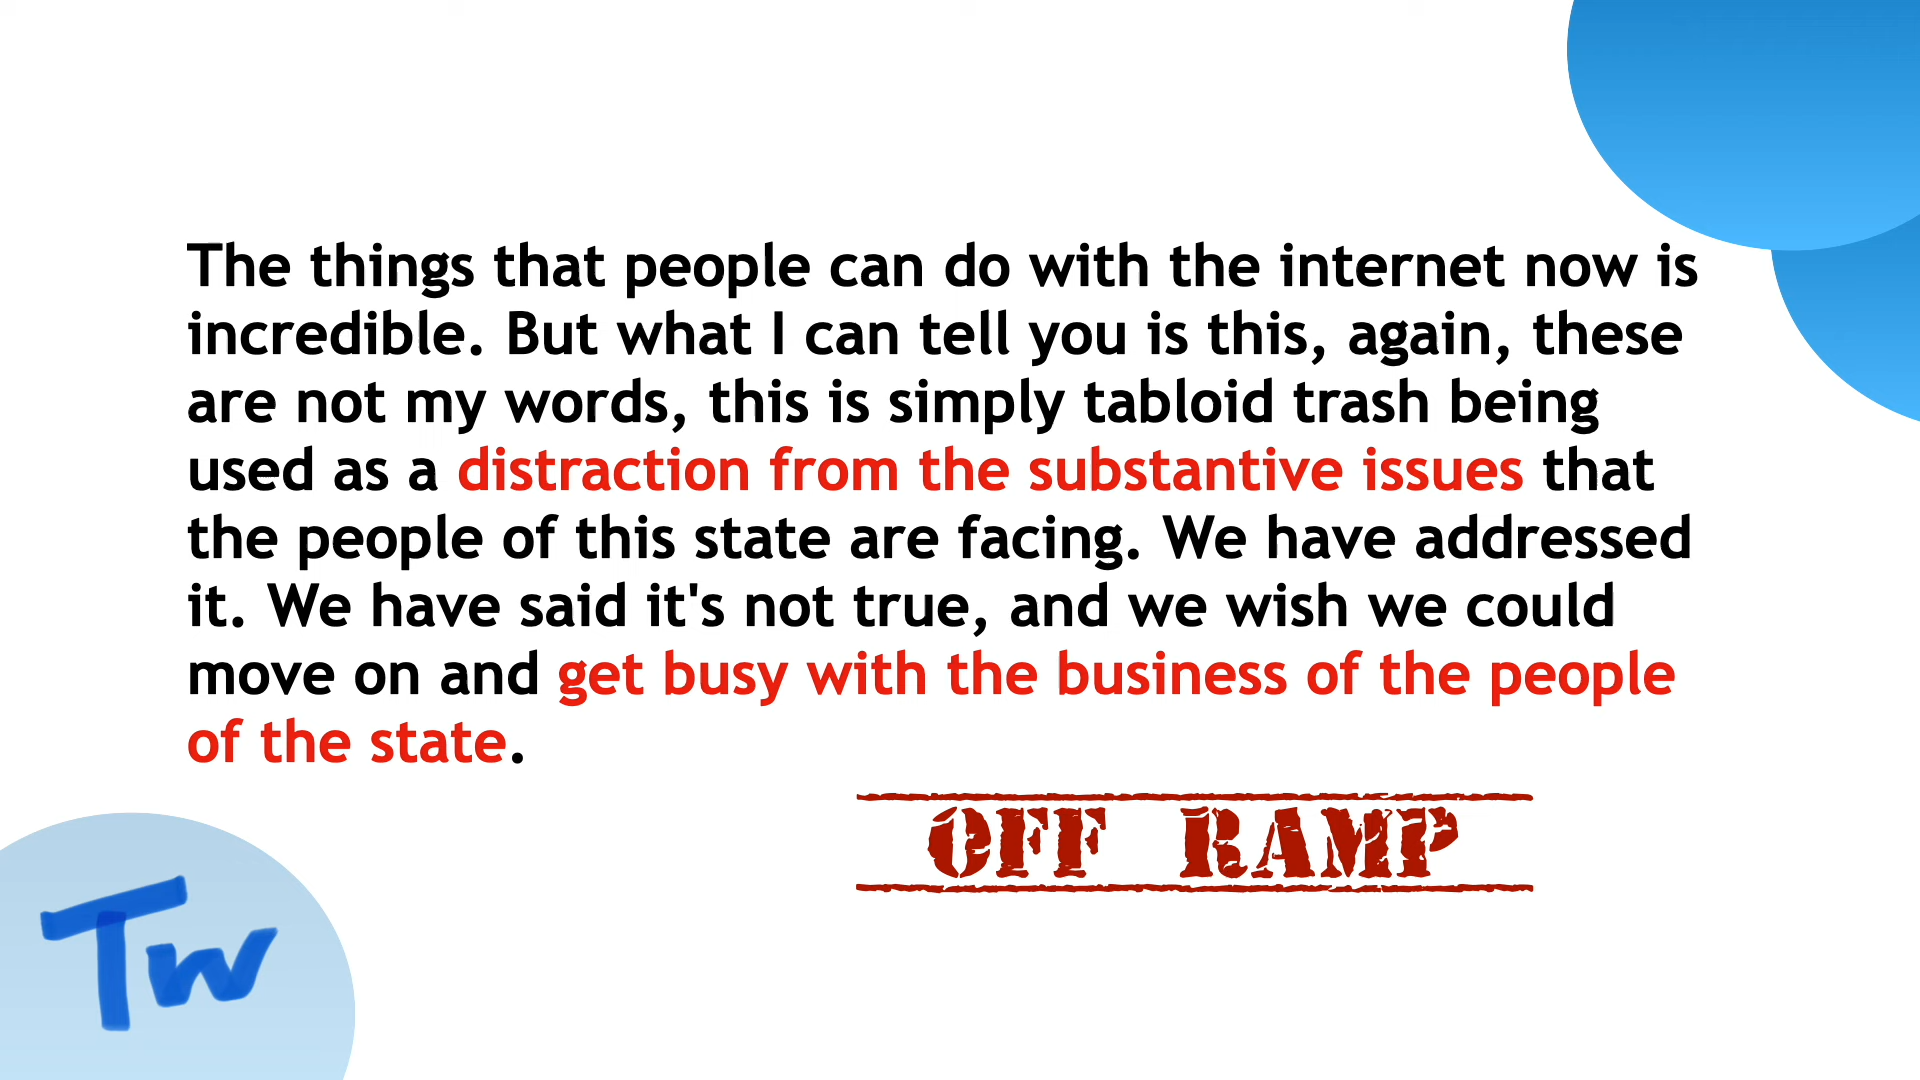 The things that people can do with the internet now is
incredible. But what I can tell you is this, again, these
are not my words, this is simply tabloid trash being
used as a distraction from the substantive issues that
the people of this state are facing. We have addressed
it. We have said it's not true, and we wish we could
move on and get busy with the business of the people
of the state.
OFF RAMP
TW